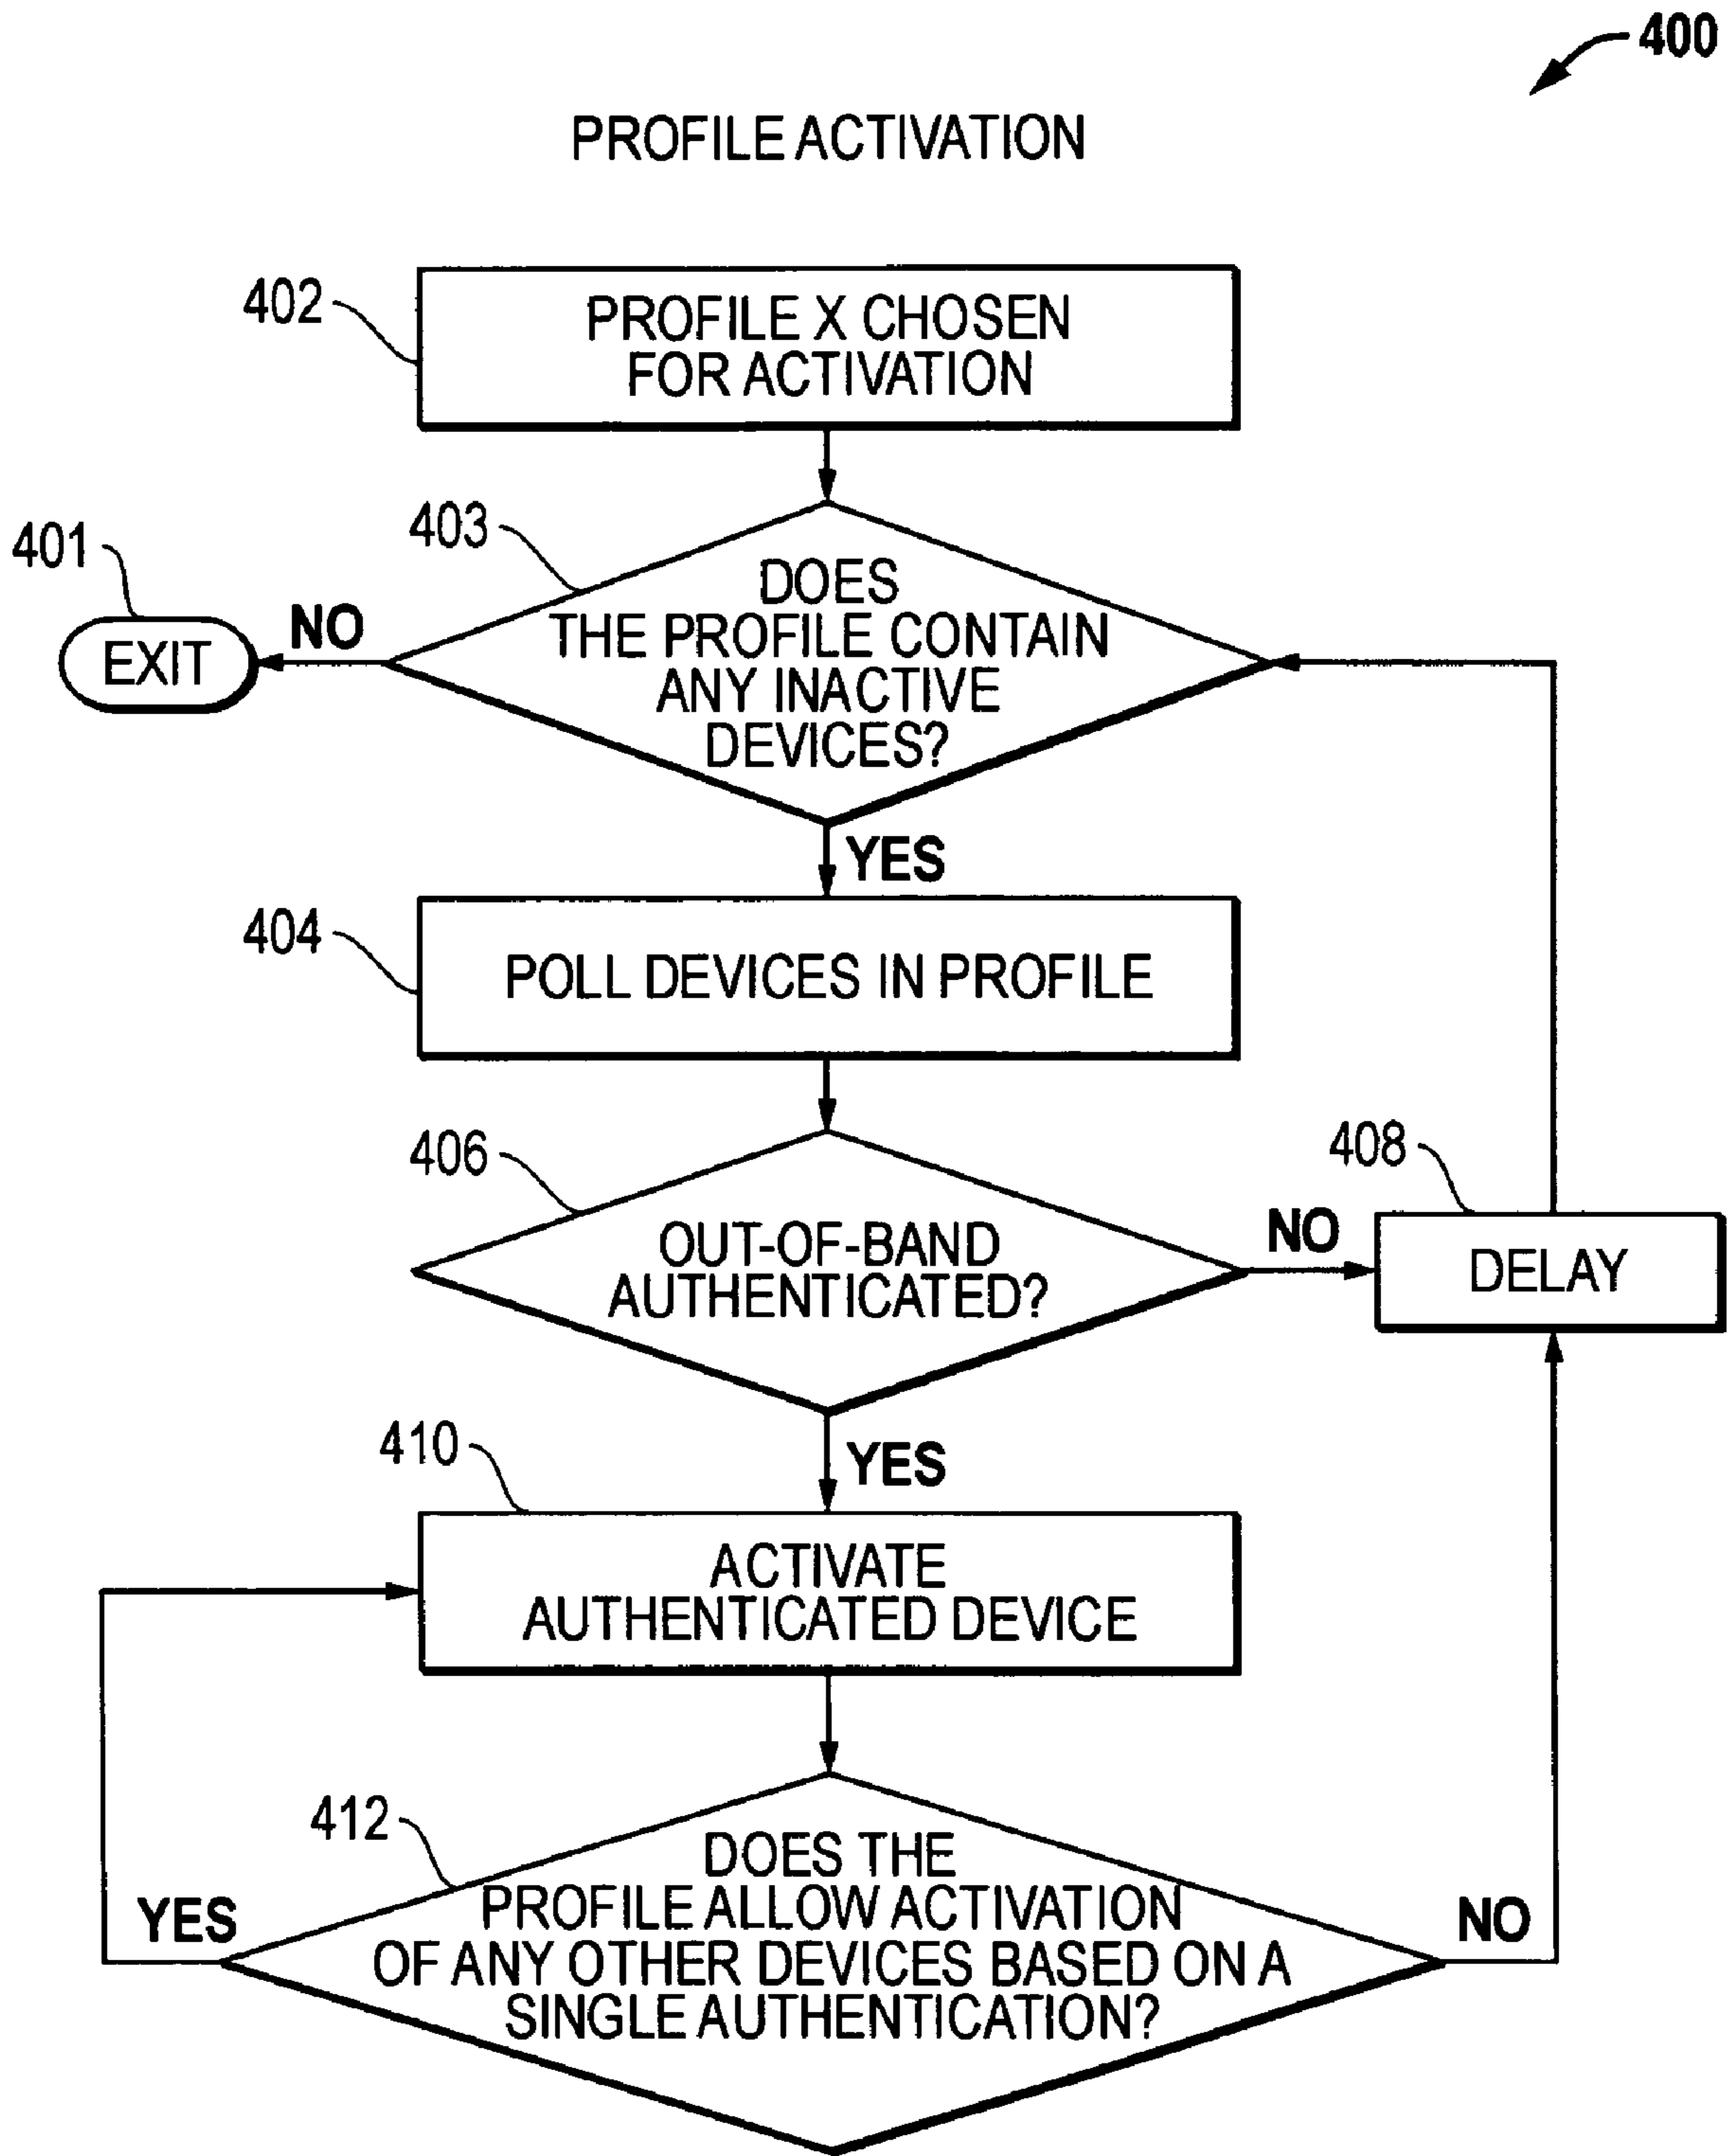 400
PROFILE ACTIVATION
402
PROFILE X CHOSEN
FOR ACTIVATION
403
401
EXIT
NO
DOES
THE PROFILE CONTAIN
ANY INACTIVE
DEVICES?
YES
404
POLL DEVICES IN PROFILE
406
OUT-OF-BAND
AUTHENTICATED?
NO
408
DELAY
YES
410
ACTIVATE
AUTHENTICATED DEVICE
412
DOES THE
PROFILE ALLOW ACTIVATION
OF ANY OTHER DEVICES BASED ON A
SINGLE AUTHENTICATION?
YES
NO